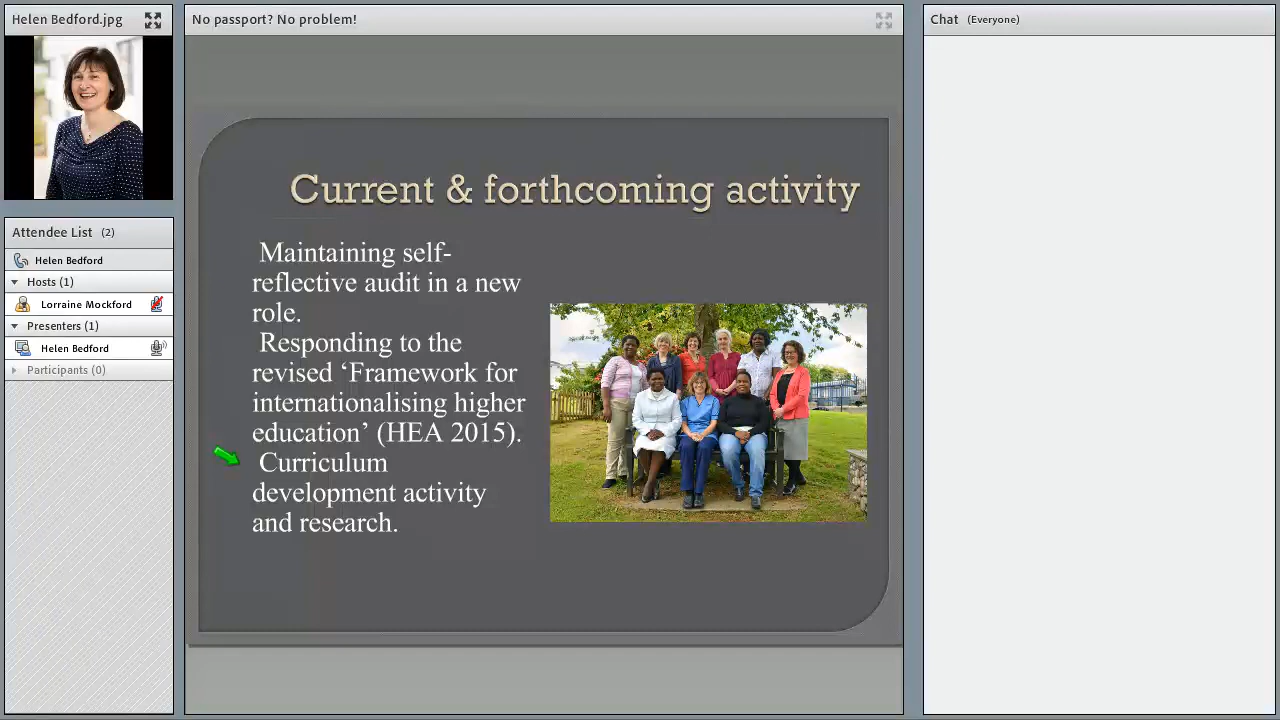 Helen Bedford.jpg
No passport? No problem!
Chat (Everyone)
Attendee List (2)
Helen Bedford
Hosts (1)
Lorraine Mockford
Presenters (1)
Helen Bedford
Participants (0)
Current & forthcoming activity
Maintaining self-
reflective audit in a new
role.
Responding to the
revised ‘Framework for
internationalising higher
education’ (HEA 2015).
Curriculum
development activity
and research.